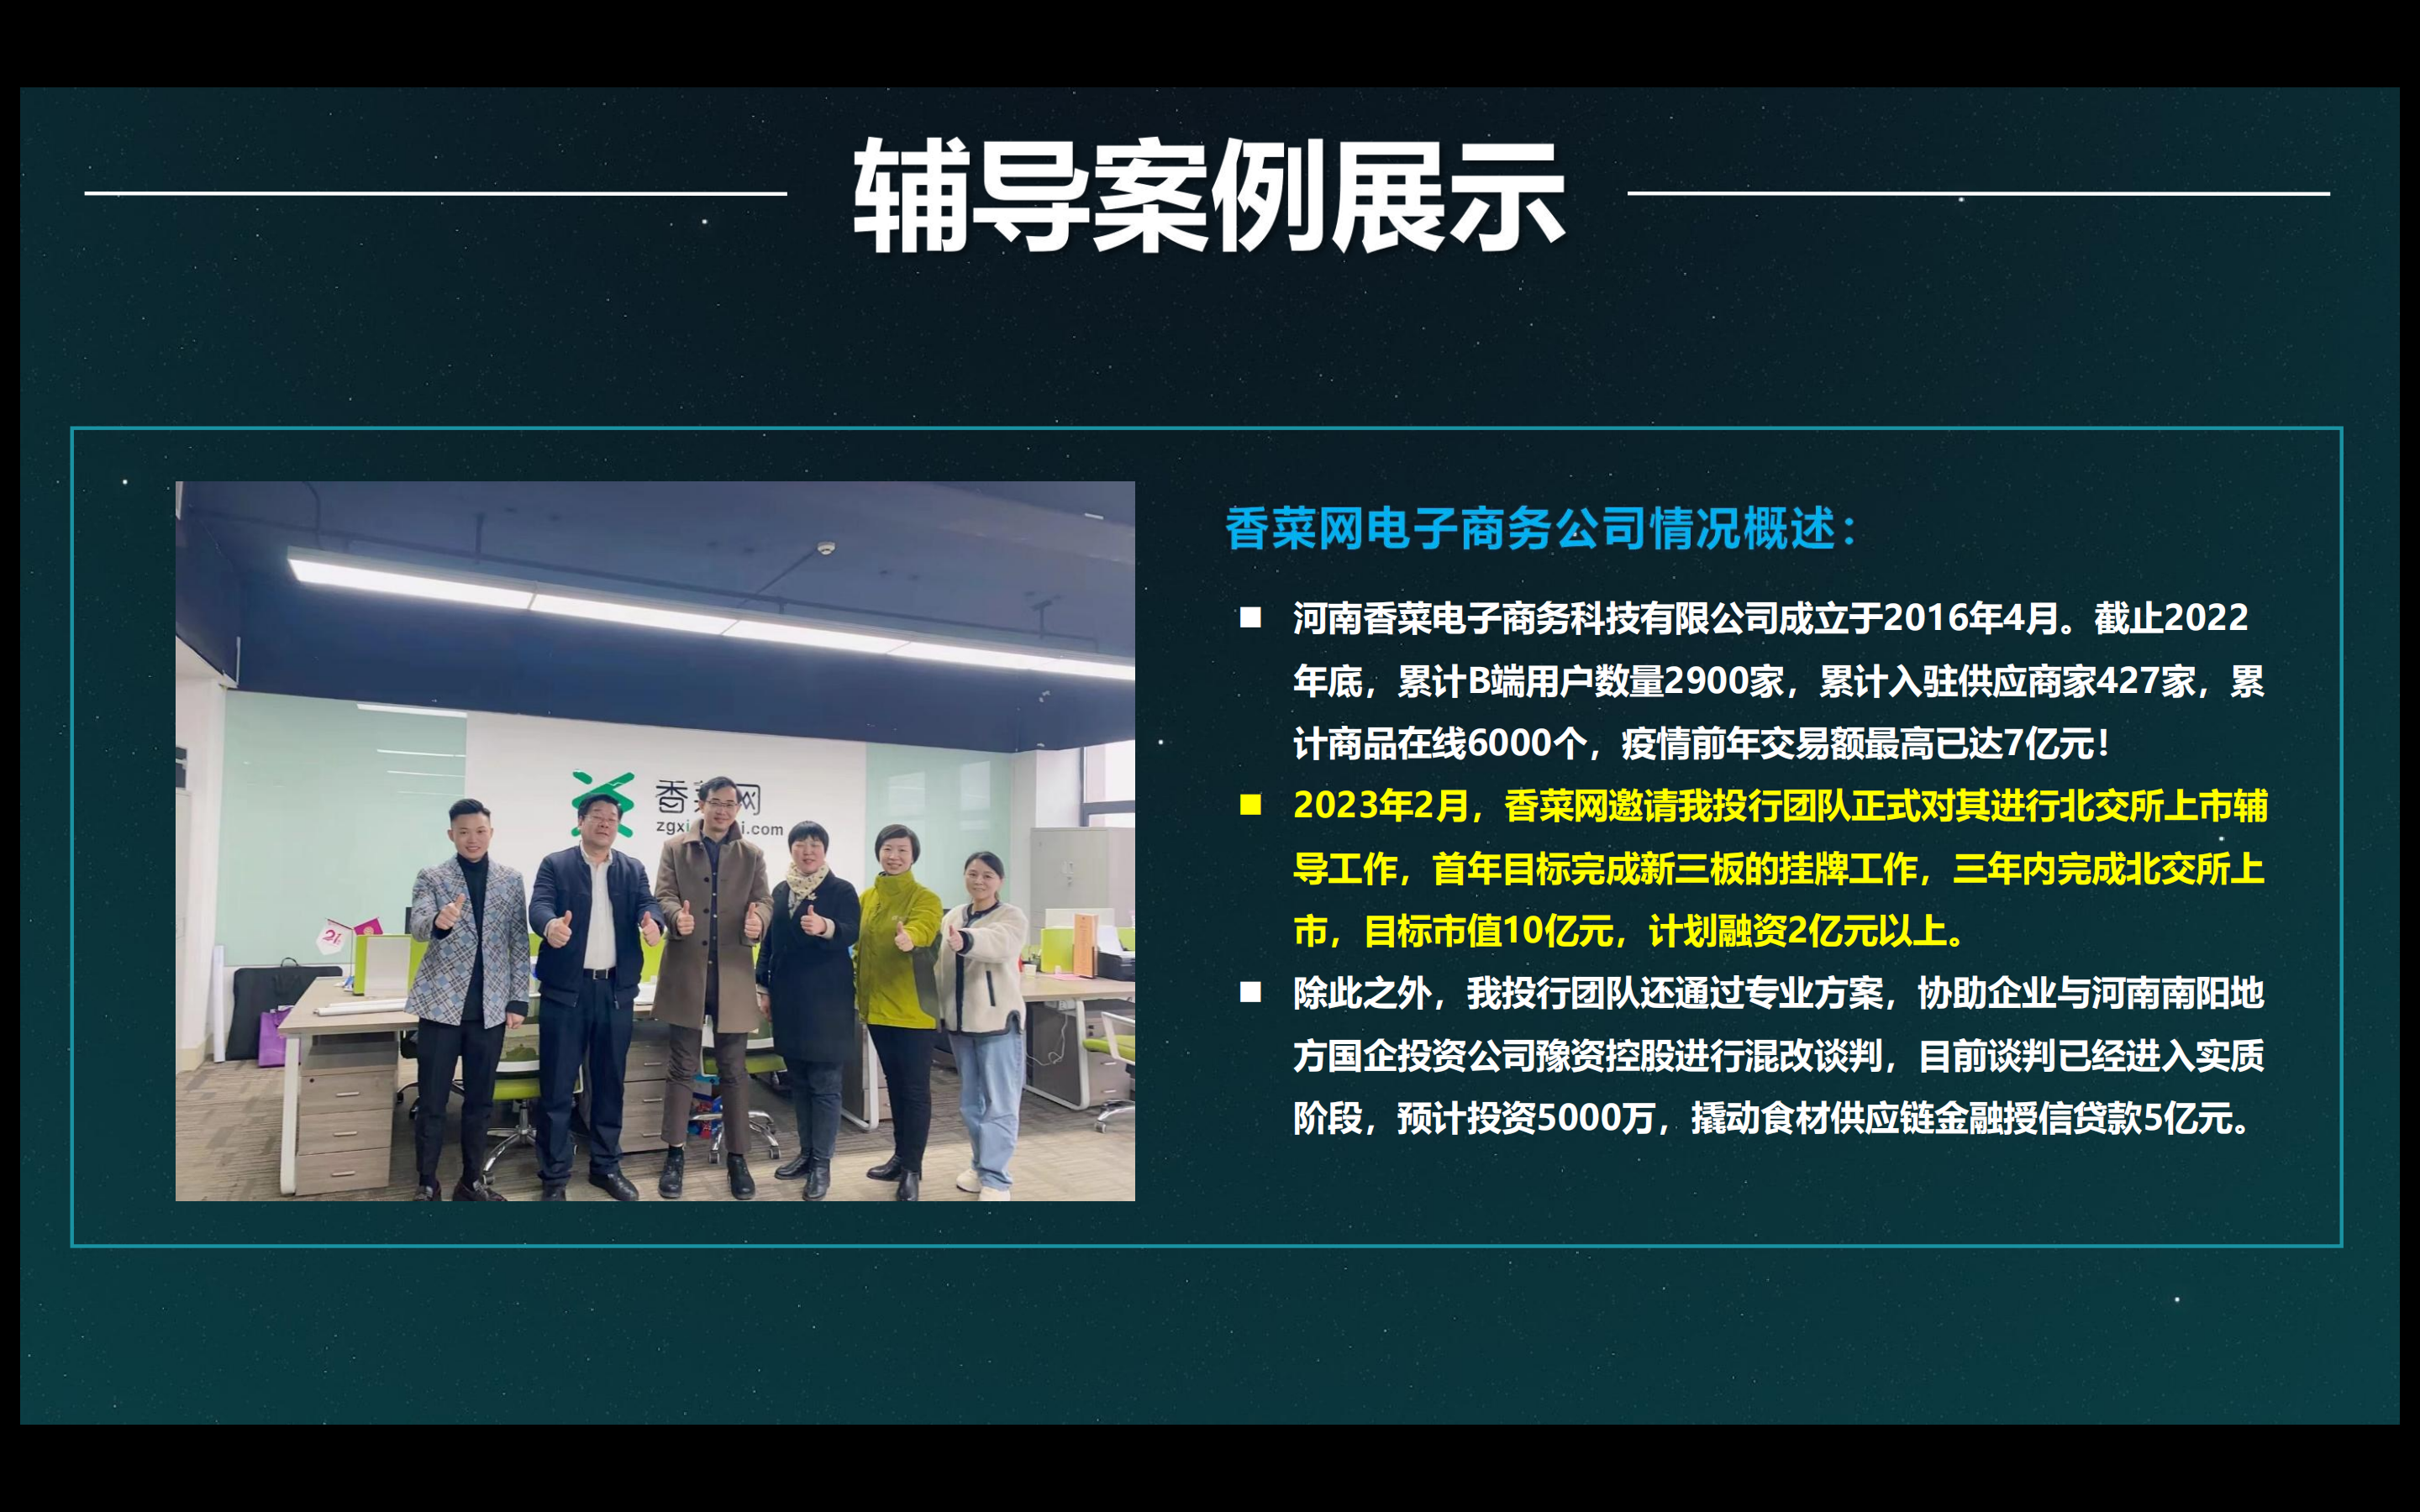 辅导案例展示
香菜网电子商务公司情况概述：
■ 河南香菜电子商务科技有限公司成立于2016年4月。截止2022
年底，累计B端用户数量2900家，累计入驻供应商家427家，累
计商品在线6000个，疫情前年交易额最高已达7亿元！
■ 2023年2月，香菜网邀请我投行团队正式对其进行北交所上市辅
导工作，首年目标完成新三板的挂牌工作，三年内完成北交所上
市，目标市值10亿元，计划融资2亿元以上。
■ 除此之外，我投行团队还通过专业方案，协助企业与河南南阳地
方国企投资公司豫资控股进行混改谈判，目前谈判已经进入实质
阶段，预计投资5000万，撬动食材供应链金融授信贷款5亿元。
香 网